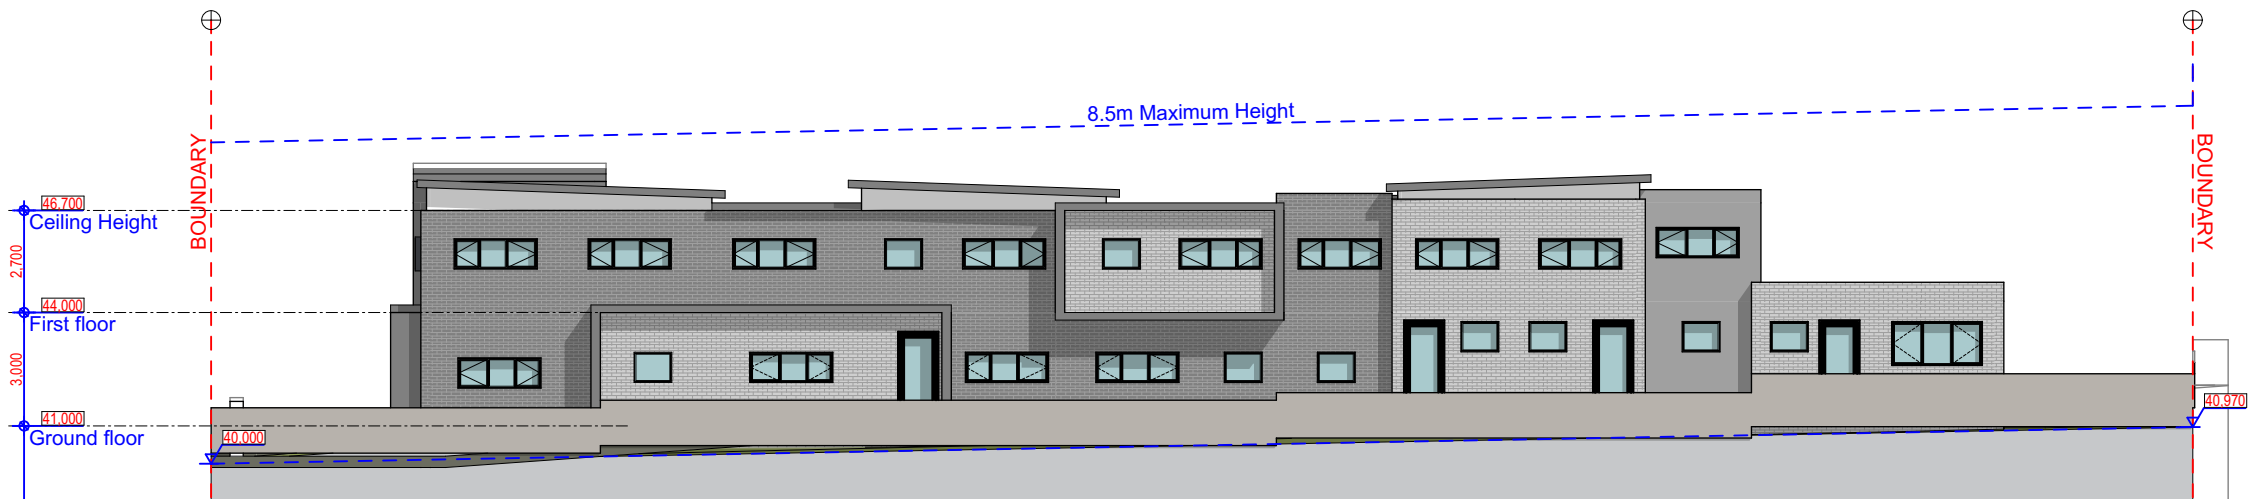 8.5m Maximum Height
BOUNDARY
BOUNDARY
46,700
Ceiling Height
2,700
44,000
First floor
3,000
41,000
Ground floor
40,000
40,970